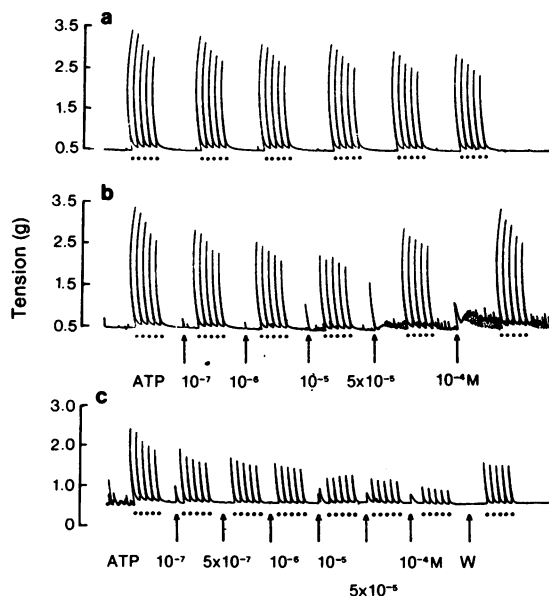 a
3.5
2.5
1.5
0.5
b
3.5
2.5
1.5
0.5
Tension (g)
ATP 10⁻⁷ 10⁻⁶ 10⁻⁵ 5x10⁻⁵ 10⁻⁴M
c
3.0
2.0
1.0
0
ATP 10⁻⁷ 5x10⁻⁷ 10⁻⁶ 10⁻⁵ 10⁻⁴M W
5x10⁻⁵